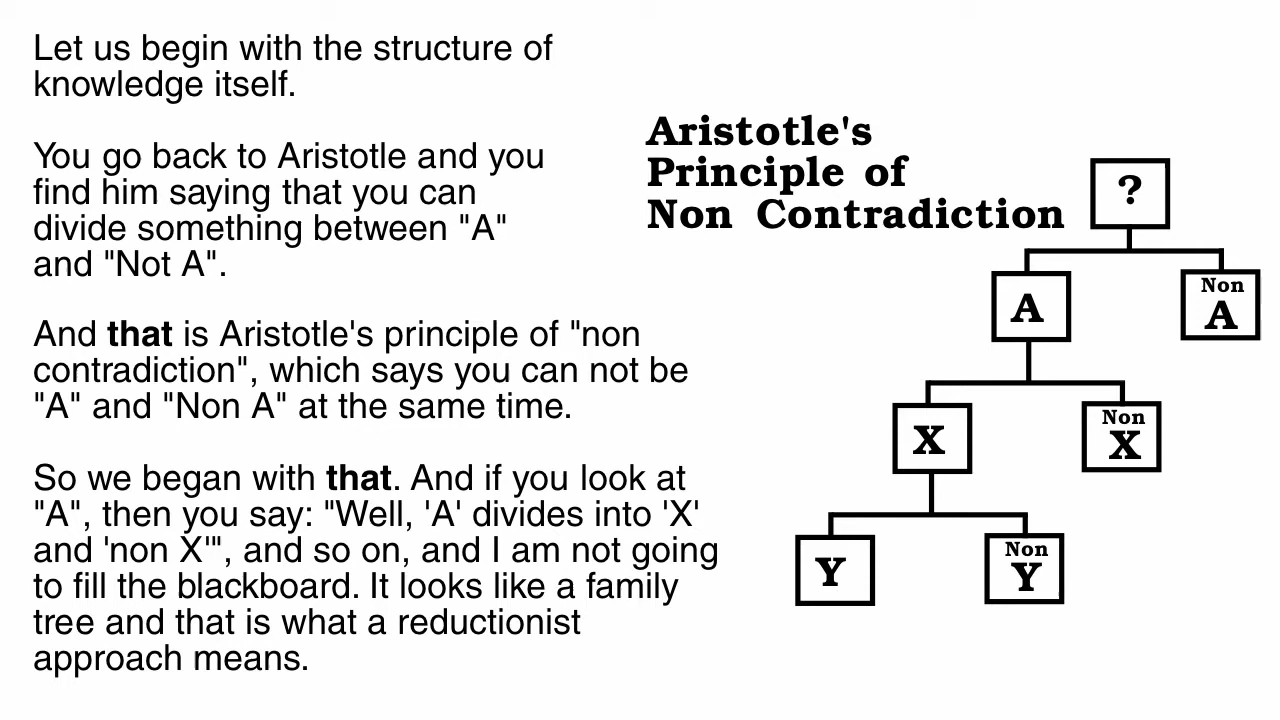 Let us begin with the structure of
knowledge itself.
You go back to Aristotle and you
find him saying that you can
divide something between "A"
and "Not A".
And that is Aristotle's principle of "non
contradiction", which says you can not be
"A" and "Non A" at the same time.
So we began with that. And if you look at
"A", then you say: "Well, 'A' divides into 'X'
and 'non X'", and so on, and I am not going
to fill the blackboard. It looks like a family
tree and that is what a reductionist
approach means.
Aristotle's
Principle of
Non Contradiction
?
A
Non
A
X
Non
X
Y
Non
Y